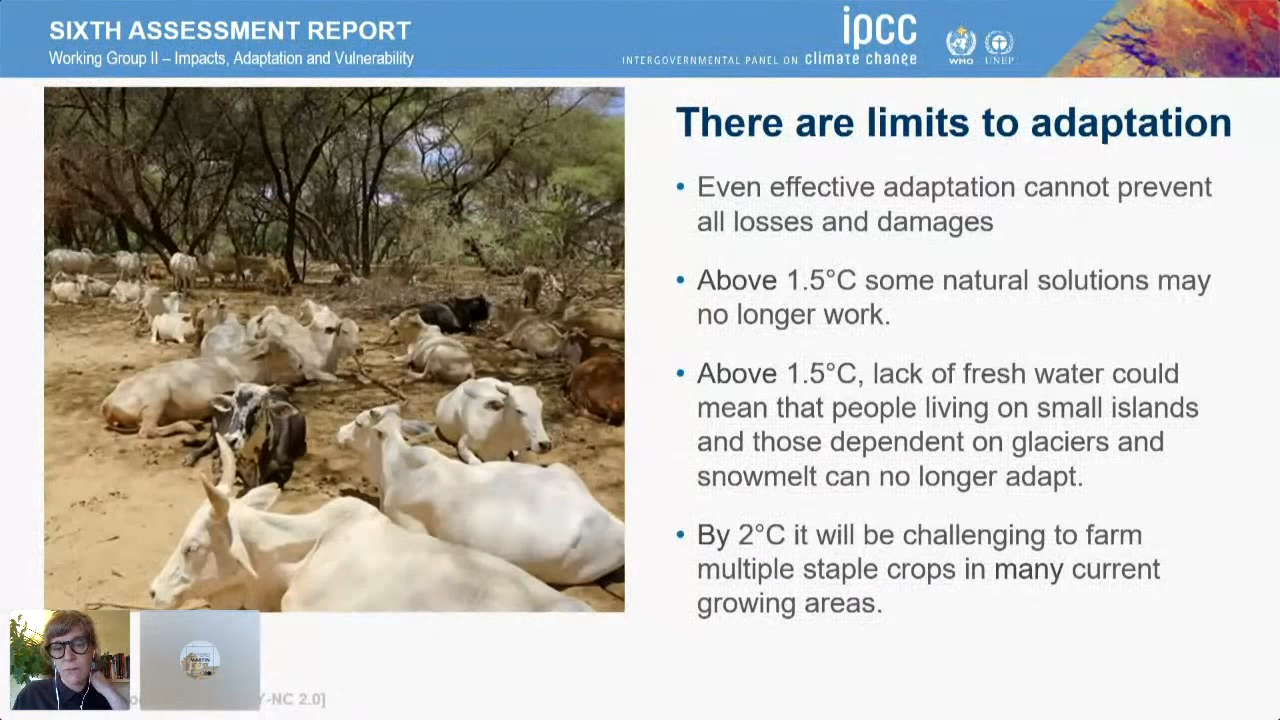 SIXTH ASSESSMENT REPORT
Working Group II – Impacts, Adaptation and Vulnerability
ipcc
INTERGOVERNMENTAL PANEL ON climate change
WMO
UNEP
There are limits to adaptation
• Even effective adaptation cannot prevent
all losses and damages
• Above 1.5°C some natural solutions may
no longer work.
• Above 1.5°C, lack of fresh water could
mean that people living on small islands
and those dependent on glaciers and
snowmelt can no longer adapt.
• By 2°C it will be challenging to farm
multiple staple crops in many current
growing areas.
MARTIN
Y-NC 2.0]